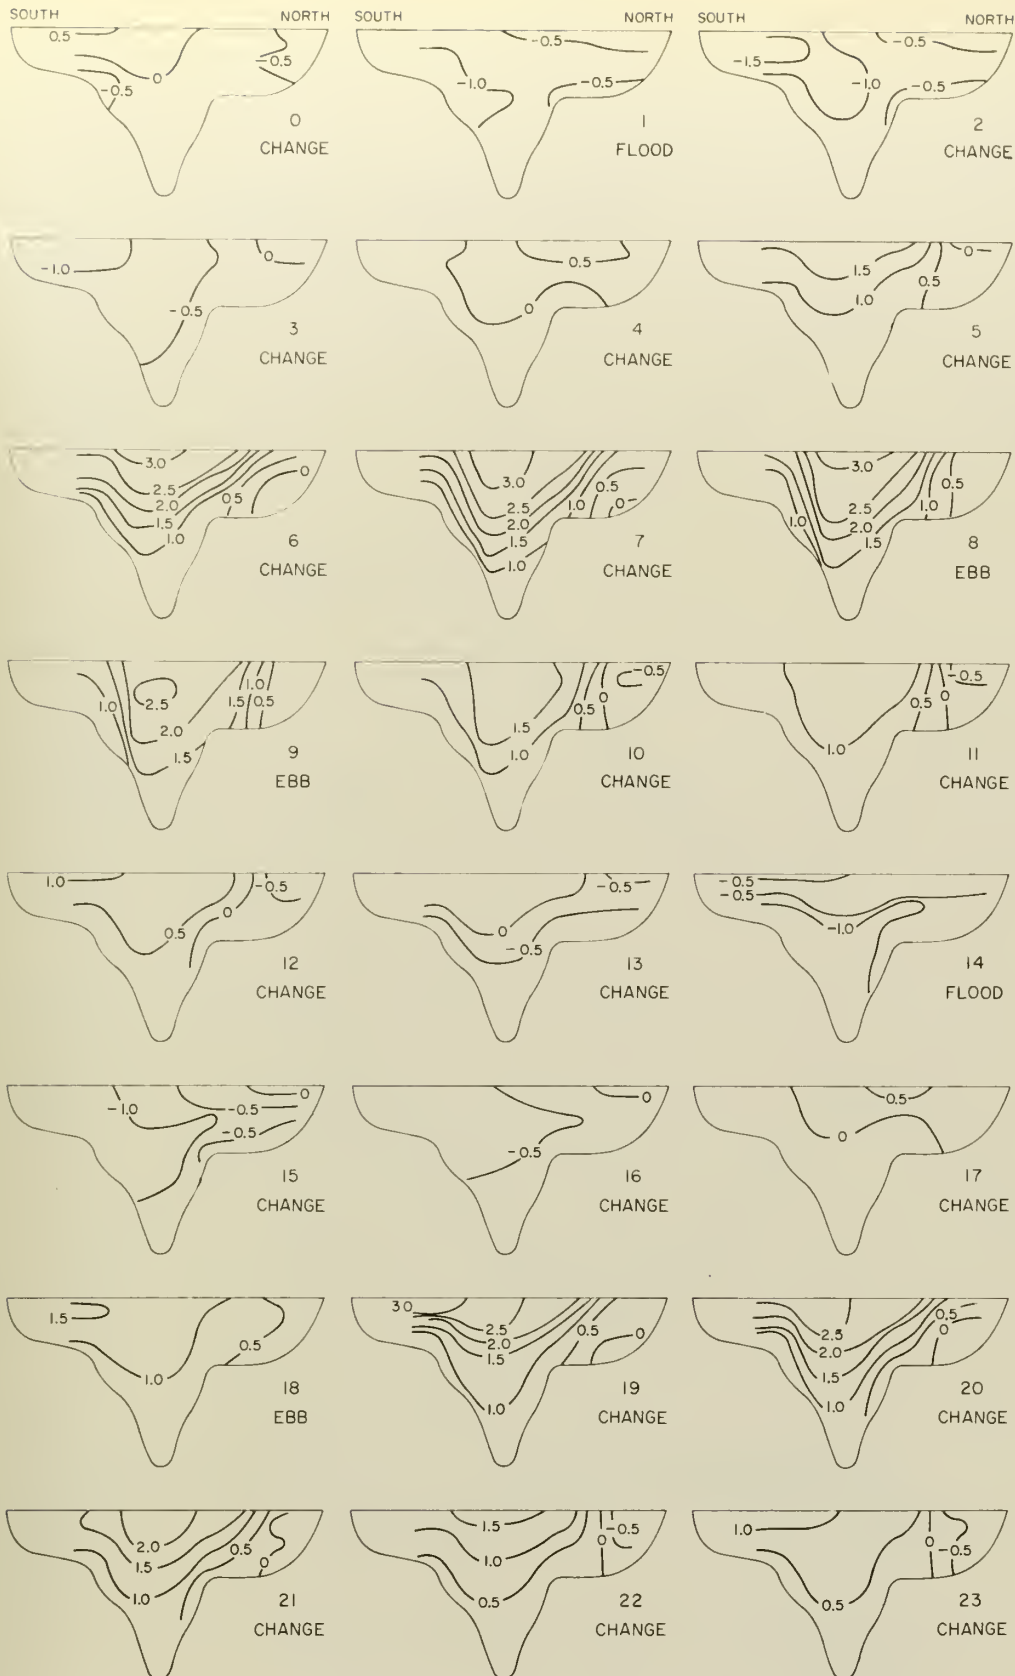 SOUTH NORTH SOUTH NORTH SOUTH NORTH
0.5 0 -0.5 -0.5
0
CHANGE
-0.5 -1.0 -0.5
1
FLOOD
-1.5 -0.5 -1.0 -0.5
2
CHANGE
-1.0 0 -0.5
3
CHANGE
0.5 0
4
CHANGE
1.5 1.0 0.5 0
5
CHANGE
3.0 2.5 2.0 1.5 1.0 0.5 0
6
CHANGE
3.0 2.5 2.0 1.5 1.0 1.0 0.5 0
7
CHANGE
3.0 2.5 2.0 1.5 1.0 1.0 0.5
8
EBB
1.0 2.5 2.0 1.5 1.5 1.0 0.5
9
EBB
1.5 1.0 0.5 0 -0.5
10
CHANGE
1.0 0.5 0 -0.5
11
CHANGE
1.0 0.5 0 -0.5
12
CHANGE
0 -0.5 -0.5
13
CHANGE
-0.5 -0.5 -1.0
14
FLOOD
-1.0 -0.5 0 -0.5
15
CHANGE
-0.5 0
16
CHANGE
0.5 0
17
CHANGE
1.5 1.0 0.5
18
EBB
3.0 2.5 2.0 1.5 1.0 0.5 0
19
CHANGE
2.5 2.0 1.5 1.0 0.5 0
20
CHANGE
2.0 1.5 1.0 0.5 0
21
CHANGE
1.5 1.0 0.5 0 -0.5
22
CHANGE
1.0 0.5 0 -0.5
23
CHANGE